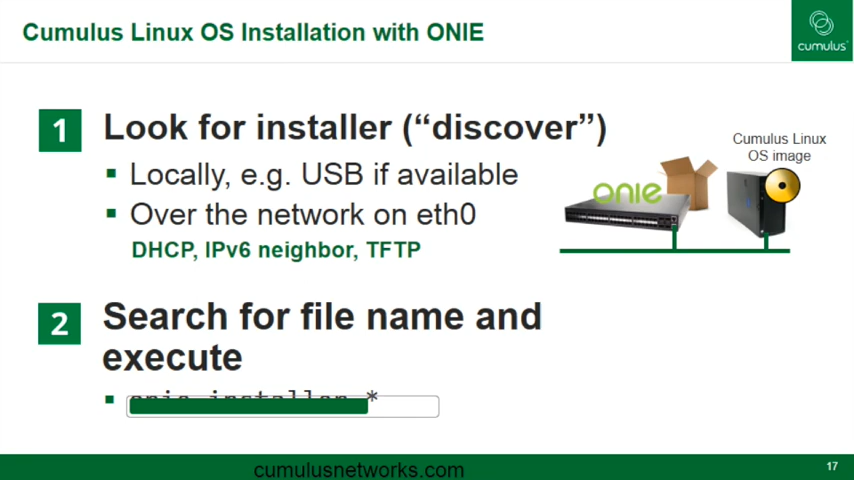 Cumulus Linux OS Installation with ONIE
cumulus
1
Look for installer (“discover”)
Locally, e.g. USB if available
Over the network on eth0
DHCP, IPv6 neighbor, TFTP
Cumulus Linux
OS image
onie
2
Search for file name and
execute
cumulusnetworks.com
17